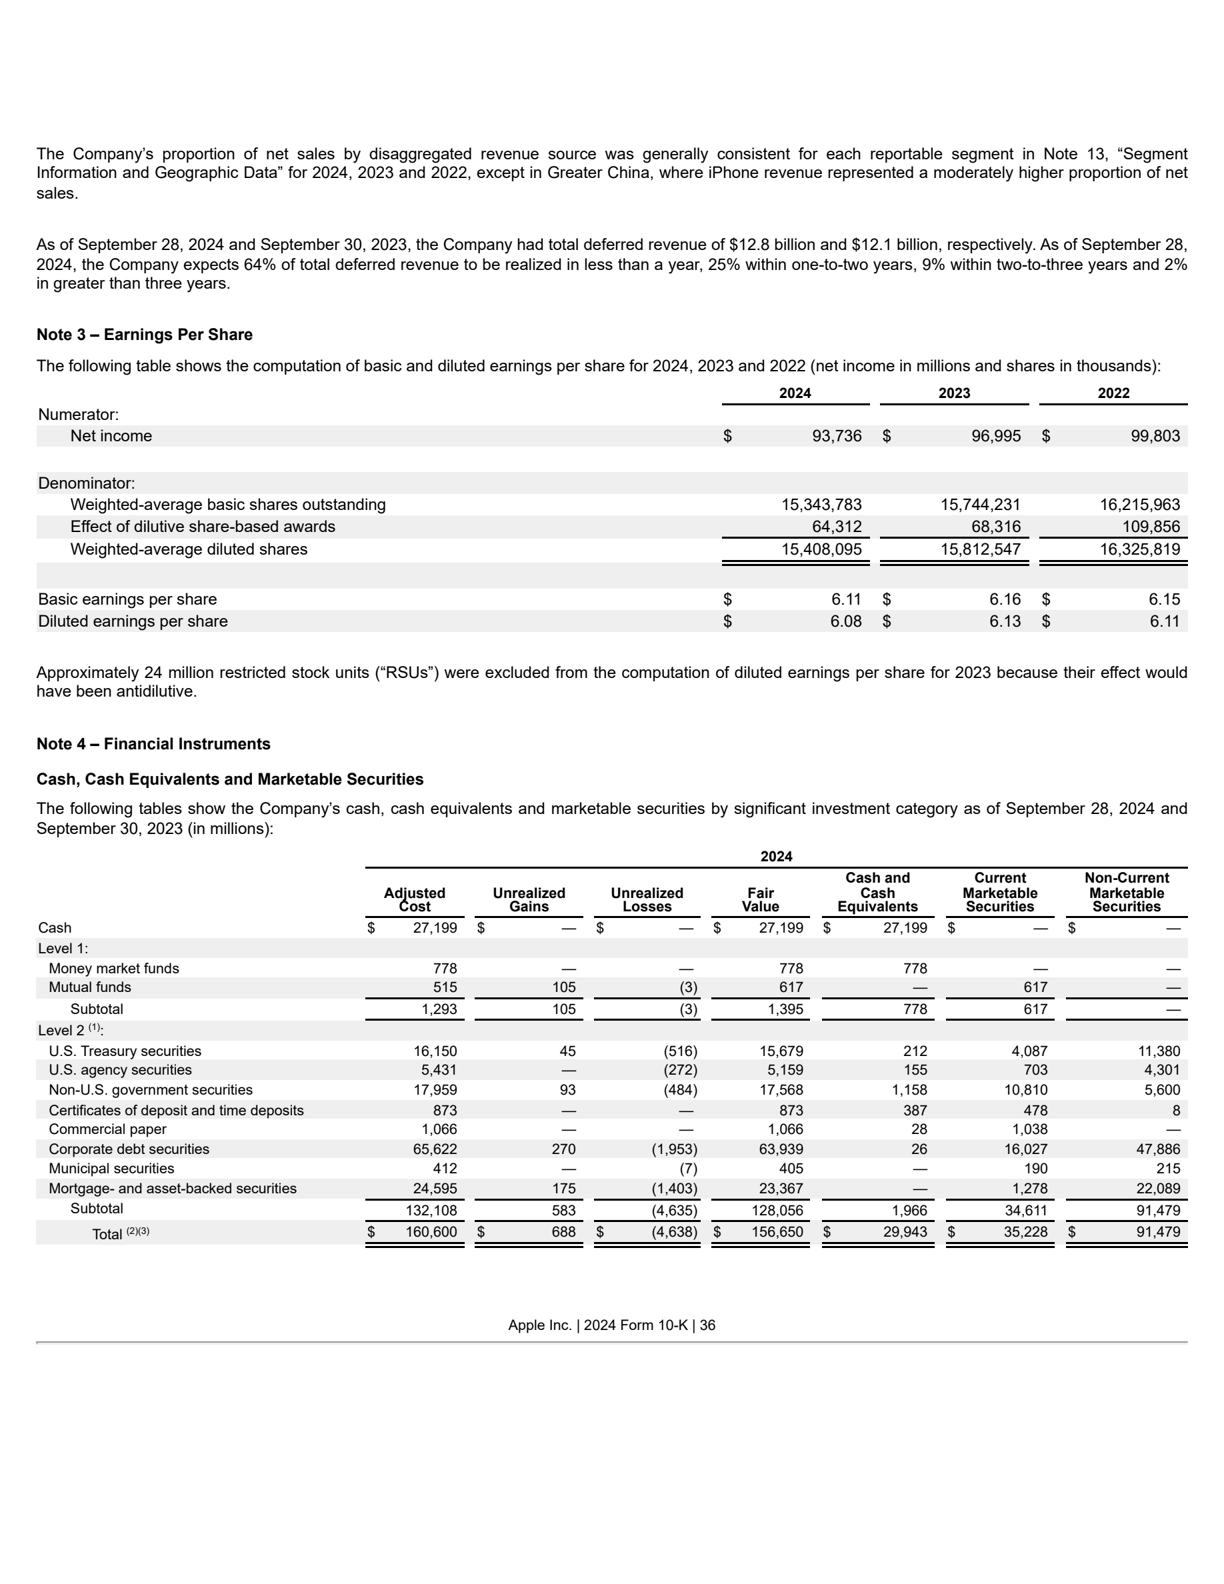 The Company’s proportion of net sales by disaggregated revenue source was generally consistent for each reportable segment in Note 13, “Segment
Information and Geographic Data” for 2024, 2023 and 2022, except in Greater China, where iPhone revenue represented a moderately higher proportion of net
sales.
As of September 28, 2024 and September 30, 2023, the Company had total deferred revenue of $12.8 billion and $12.1 billion, respectively. As of September 28,
2024, the Company expects 64% of total deferred revenue to be realized in less than a year, 25% within one-to-two years, 9% within two-to-three years and 2%
in greater than three years.
Note 3 – Earnings Per Share
The following table shows the computation of basic and diluted earnings per share for 2024, 2023 and 2022 (net income in millions and shares in thousands):
2024 2023 2022
Numerator:
Net income $ 93,736 $ 96,995 $ 99,803
Denominator:
Weighted-average basic shares outstanding 15,343,783 15,744,231 16,215,963
Effect of dilutive share-based awards 64,312 68,316 109,856
Weighted-average diluted shares 15,408,095 15,812,547 16,325,819
Basic earnings per share $ 6.11 $ 6.16 $ 6.15
Diluted earnings per share $ 6.08 $ 6.13 $ 6.11
Approximately 24 million restricted stock units (“RSUs”) were excluded from the computation of diluted earnings per share for 2023 because their effect would
have been antidilutive.
Note 4 – Financial Instruments
Cash, Cash Equivalents and Marketable Securities
The following tables show the Company’s cash, cash equivalents and marketable securities by significant investment category as of September 28, 2024 and
September 30, 2023 (in millions):
2024
Cash and Current Non-Current
Adjusted Unrealized Unrealized Fair Cash Marketable Marketable
Cost Gains Losses Value Equivalents Securities Securities
Cash $ 27,199 $ — $ — $ 27,199 $ 27,199 $ — $ —
Level 1:
Money market funds 778 — — 778 778 — —
Mutual funds 515 105 (3) 617 — 617 —
Subtotal 1,293 105 (3) 1,395 778 617 —
Level 2 (1):
U.S. Treasury securities 16,150 45 (516) 15,679 212 4,087 11,380
U.S. agency securities 5,431 — (272) 5,159 155 703 4,301
Non-U.S. government securities 17,959 93 (484) 17,568 1,158 10,810 5,600
Certificates of deposit and time deposits 873 — — 873 387 478 8
Commercial paper 1,066 — — 1,066 28 1,038 —
Corporate debt securities 65,622 270 (1,953) 63,939 26 16,027 47,886
Municipal securities 412 — (7) 405 — 190 215
Mortgage- and asset-backed securities 24,595 175 (1,403) 23,367 — 1,278 22,089
Subtotal 132,108 583 (4,635) 128,056 1,966 34,611 91,479
Total (2)(3) $ 160,600 $ 688 $ (4,638) $ 156,650 $ 29,943 $ 35,228 $ 91,479
Apple Inc. | 2024 Form 10-K | 36